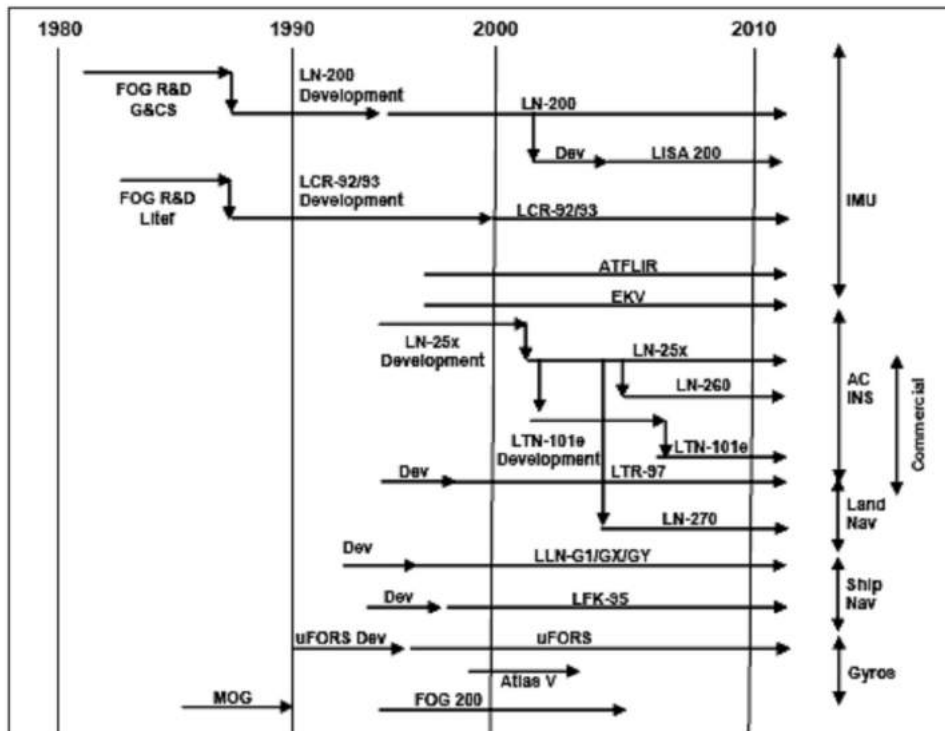 1980 1990 2000 2010
FOG R&D
G&CS
LN-200
Development
LN-200
Dev
LISA 200
FOG R&D
Litef
LCR-92/93
Development
LCR-92/93
IMU
ATFLIR
EKV
LN-25x
Development
LN-25x
LN-260
AC
INS
Commercial
LTN-101e
Development
LTN-101e
Dev
LTR-97
LN-270
Land
Nav
Dev
LLN-G1/GX/GY
Dev
LFK-95
Ship
Nav
uFORS Dev
uFORS
Atlas V
MOG
FOG 200
Gyros